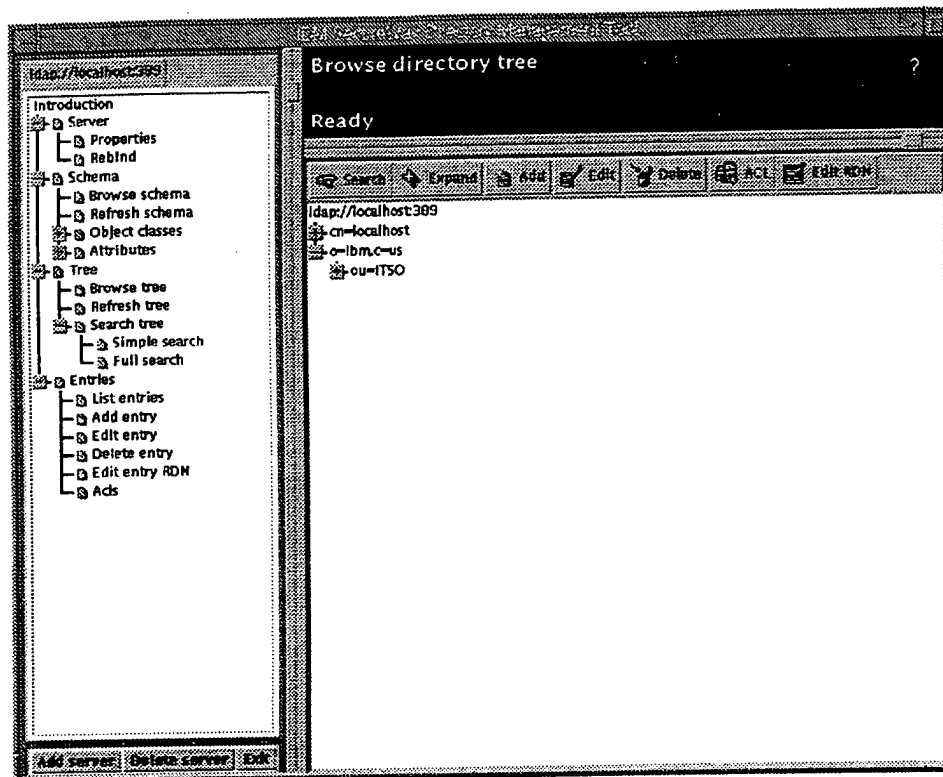 Directory Management Tool
ldap://localhost:389
Introduction
Server
Properties
Rebind
Schema
Browse schema
Refresh schema
Object classes
Attributes
Tree
Browse tree
Refresh tree
Search tree
Simple search
Full search
Entries
List entries
Add entry
Edit entry
Delete entry
Edit entry RDN
Acls
Add server Delete server Exit
Browse directory tree ?
Ready
Search Expand Add Edit Delete ACL Edit RDN
ldap://localhost:389
cn=localhost
o=ibm,c=us
ou=ITSO